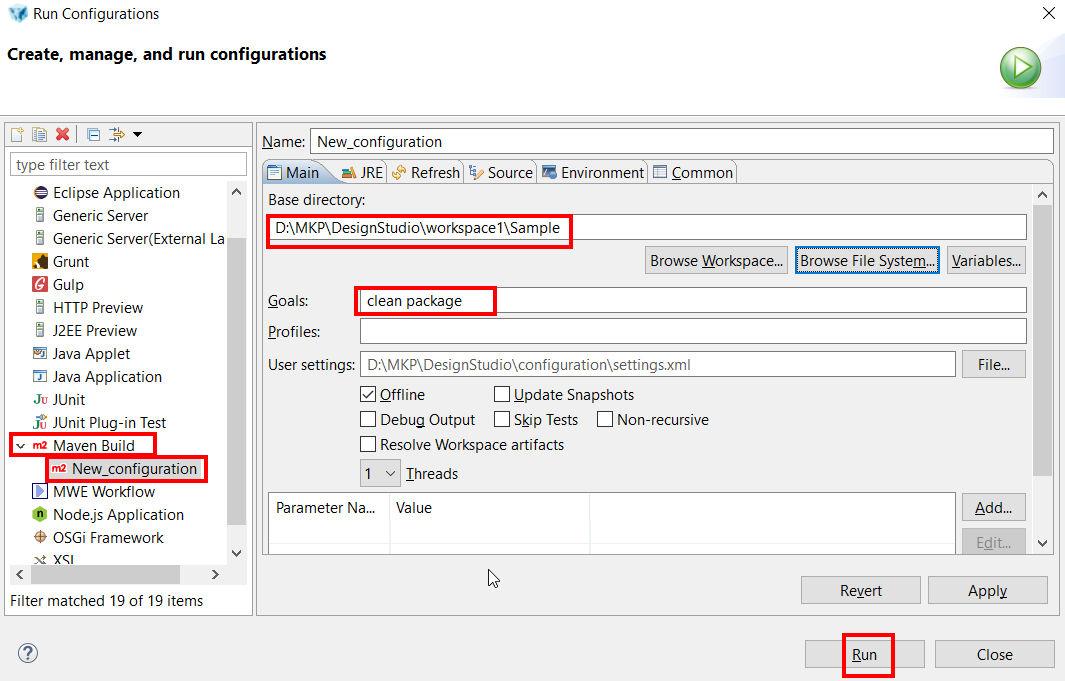 Run Configurations
Create, manage, and run configurations
type filter text
Eclipse Application
Generic Server
Generic Server(External La
Grunt
Gulp
HTTP Preview
J2EE Preview
Java Applet
Java Application
Ju JUnit
JUnit Plug-in Test
m2 Maven Build
m2 New_configuration
MWE Workflow
Node.js Application
OSGi Framework
XSL
Filter matched 19 of 19 items
Name: New_configuration
Main JRE Refresh Source Environment Common
Base directory:
D:\MKP\DesignStudio\workspace1\Sample
Browse Workspace... Browse File System... Variables...
Goals: clean package
Profiles:
User settings: D:\MKP\DesignStudio\configuration\settings.xml File...
Offline Update Snapshots
Debug Output Skip Tests Non-recursive
Resolve Workspace artifacts
1 Threads
Parameter Na... Value Add...
Edit...
Revert Apply
? Run Close